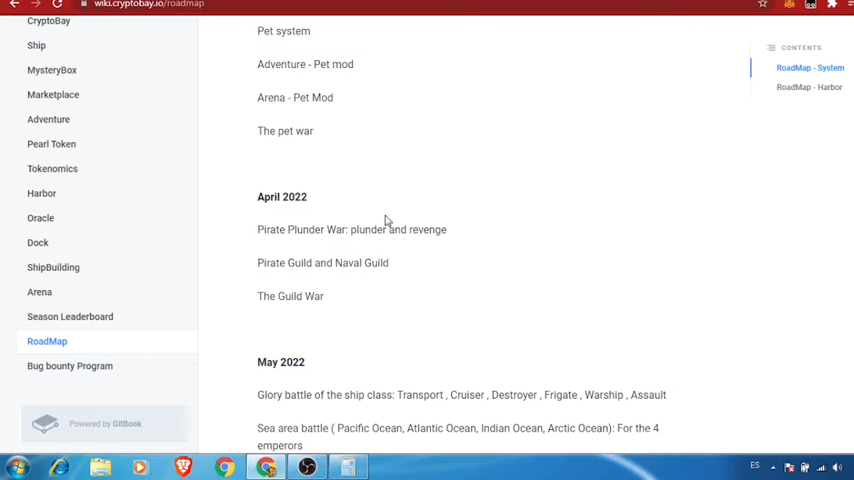 wiki.cryptobay.io/roadmap
CryptoBay
Ship
MysteryBox
Marketplace
Adventure
Pearl Token
Tokenomics
Harbor
Oracle
Dock
ShipBuilding
Arena
Season Leaderboard
RoadMap
Bug bounty Program
Powered by GitBook
Pet system
Adventure - Pet mod
Arena - Pet Mod
The pet war
April 2022
Pirate Plunder War: plunder and revenge
Pirate Guild and Naval Guild
The Guild War
May 2022
Glory battle of the ship class: Transport , Cruiser , Destroyer , Frigate , Warship , Assault
Sea area battle ( Pacific Ocean, Atlantic Ocean, Indian Ocean, Arctic Ocean): For the 4
emperors
CONTENTS
RoadMap - System
RoadMap - Harbor
ES